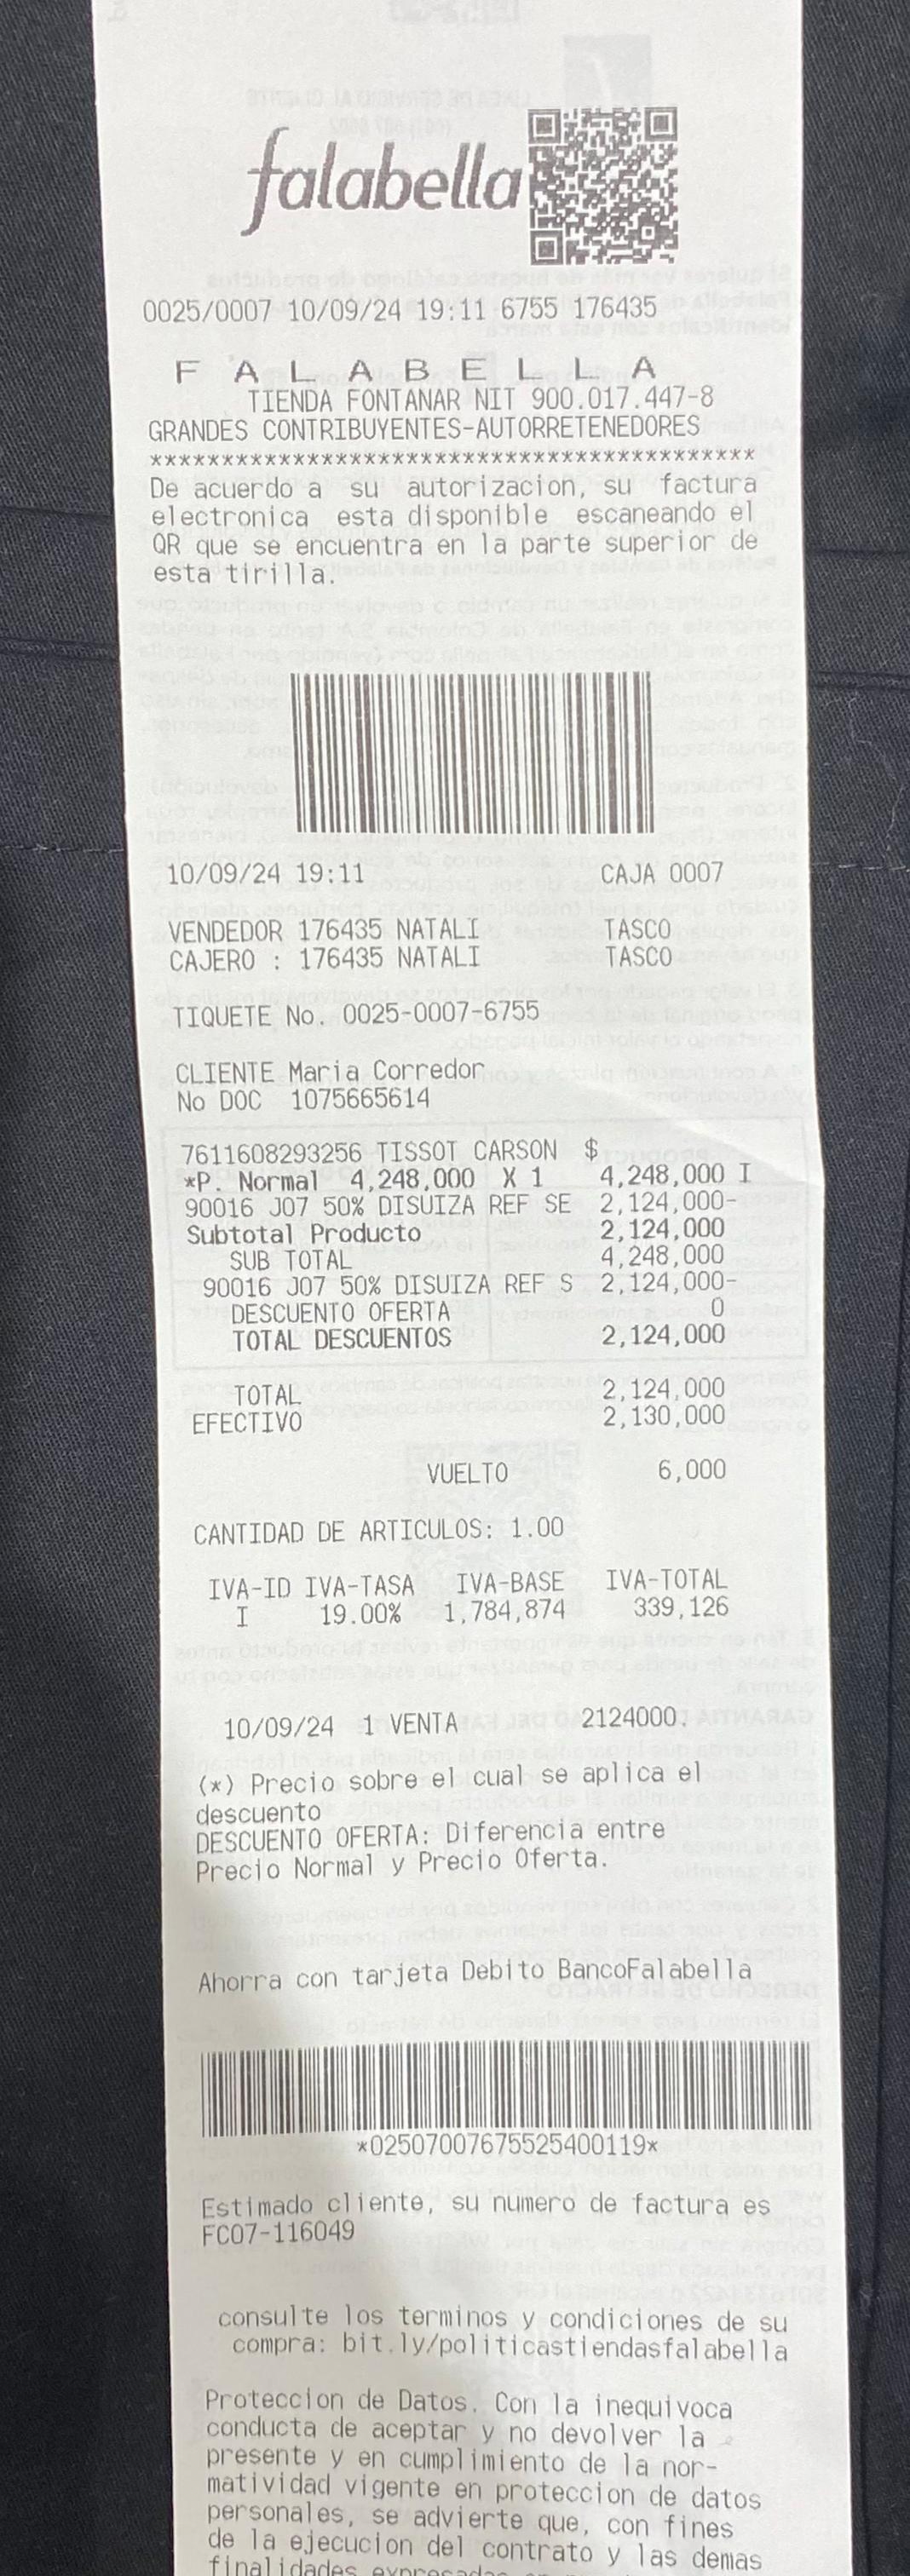 falabella
0025/0007 10/09/24 19:11 6755 176435
F A L A B E L L A
TIENDA FONTANAR NIT 900.017.447-8
GRANDES CONTRIBUYENTES-AUTORRETENEDORES
******************************************
De acuerdo a su autorizacion, su factura
electronica esta disponible escaneando el
QR que se encuentra en la parte superior de
esta tirilla.
10/09/24 19:11 CAJA 0007
VENDEDOR 176435 NATALI TASCO
CAJERO : 176435 NATALI TASCO
TIQUETE No. 0025-0007-6755
CLIENTE Maria Corredor
No DOC 1075665614
7611608293256 TISSOT CARSON $
*P. Normal 4,248,000 X 1 4,248,000 I
90016 J07 50% DISUIZA REF SE 2,124,000-
Subtotal Producto 2,124,000
SUB TOTAL 4,248,000
90016 J07 50% DISUIZA REF S 2,124,000-
DESCUENTO OFERTA 0
TOTAL DESCUENTOS 2,124,000
TOTAL 2,124,000
EFECTIVO 2,130,000
VUELTO 6,000
CANTIDAD DE ARTICULOS: 1.00
IVA-ID IVA-TASA IVA-BASE IVA-TOTAL
I 19.00% 1,784,874 339,126
10/09/24 1 VENTA 2124000.
(*) Precio sobre el cual se aplica el
descuento
DESCUENTO OFERTA: Diferencia entre
Precio Normal y Precio Oferta.
Ahorra con tarjeta Debito BancoFalabella
*02507007675525400119*
Estimado cliente, su numero de factura es
FC07-116049
consulte los terminos y condiciones de su
compra: bit.ly/politicastiendasfalabella
Proteccion de Datos. Con la inequivoca
conducta de aceptar y no devolver la
presente y en cumplimiento de la nor-
matividad vigente en proteccion de datos
personales, se advierte que, con fines
de la ejecucion del contrato y las demas
finalidades